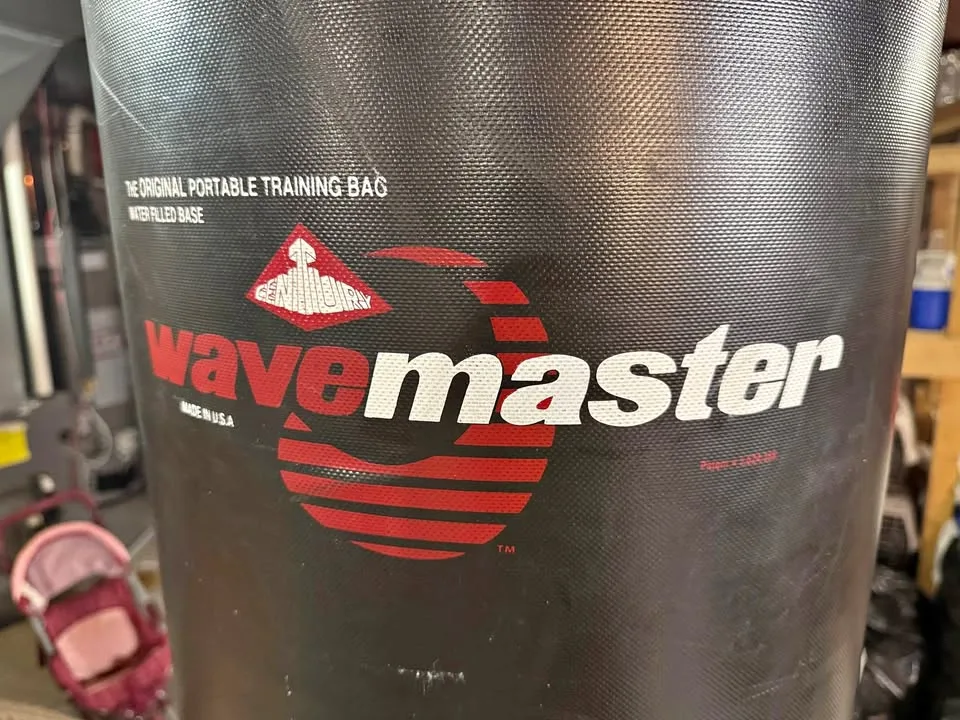 THE ORIGINAL PORTABLE TRAINING BAG
WATER FILLED BASE
CENTURY
wavemaster
MADE IN U.S.A
TM